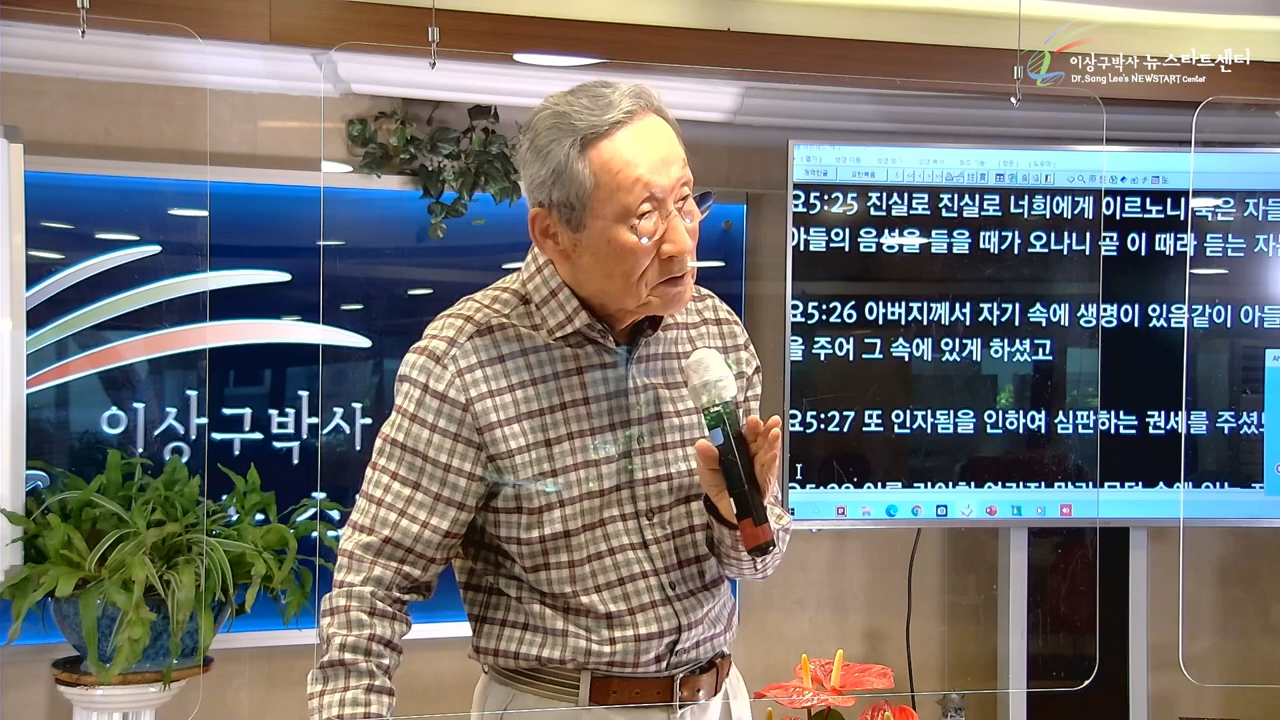 이상구박사 뉴스타트센터
Dr. Sang Lee's NEWSTART Center
이상구박사
요5:25 진실로 진실로 너희에게 이르노니 죽은 자들
아들의 음성을 들을 때가 오나니 곧 이 때라 듣는 자는
요5:26 아버지께서 자기 속에 생명이 있음같이 아들
을 주어 그 속에 있게 하셨고
요5:27 또 인자됨을 인하여 심판하는 권세를 주셨